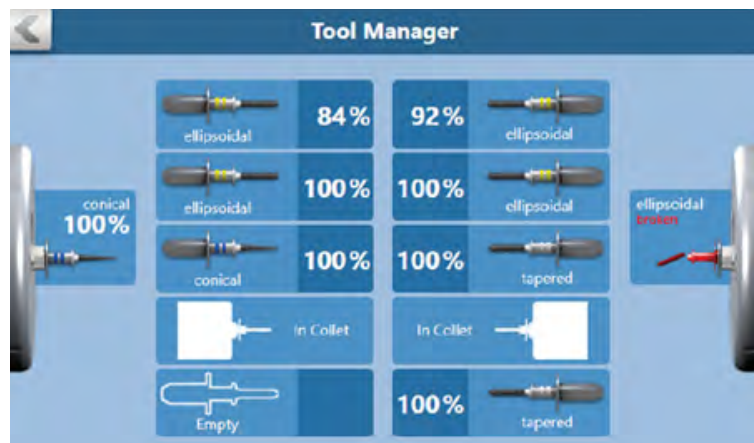 Tool Manager
84%
ellipsoidal
92%
ellipsoidal
conical
100%
100%
ellipsoidal
100%
ellipsoidal
ellipsoidal
broken
100%
conical
100%
tapered
In Collet
In Collet
Empty
100%
tapered